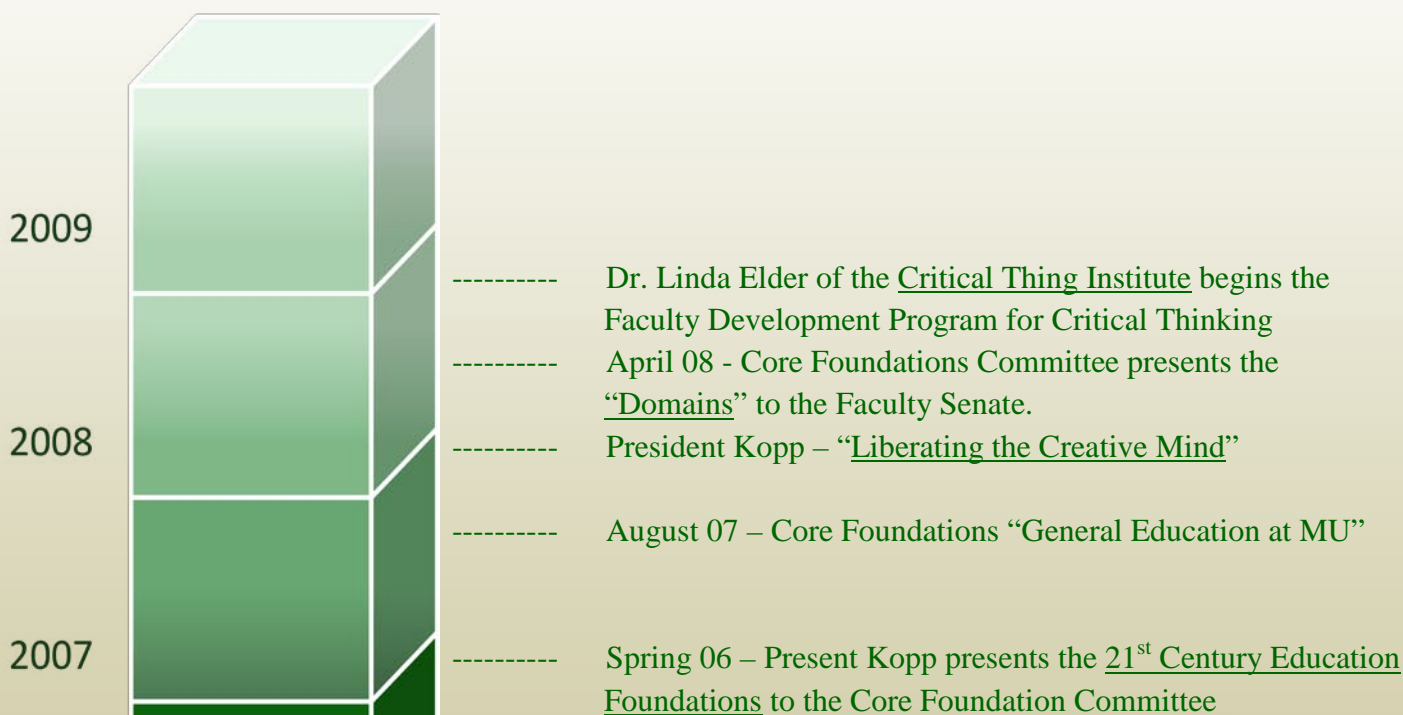 2009
---------- Dr. Linda Elder of the Critical Thing Institute begins the
Faculty Development Program for Critical Thinking
---------- April 08 - Core Foundations Committee presents the
“Domains” to the Faculty Senate.
2008
---------- President Kopp – “Liberating the Creative Mind”
---------- August 07 – Core Foundations “General Education at MU”
2007
---------- Spring 06 – Present Kopp presents the 21st Century Education
Foundations to the Core Foundation Committee